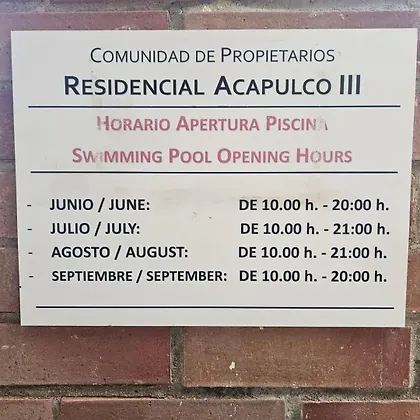 COMUNIDAD DE PROPIETARIOS
RESIDENCIAL ACAPULCO III
HORARIO APERTURA PISCINA
SWIMMING POOL OPENING HOURS
- JUNIO / JUNE: DE 10.00 h. - 20:00 h.
- JULIO / JULY: DE 10.00 h. - 21:00 h.
- AGOSTO / AUGUST: DE 10.00 h. - 21:00 h.
- SEPTIEMBRE / SEPTEMBER: DE 10.00 h. - 20:00 h.